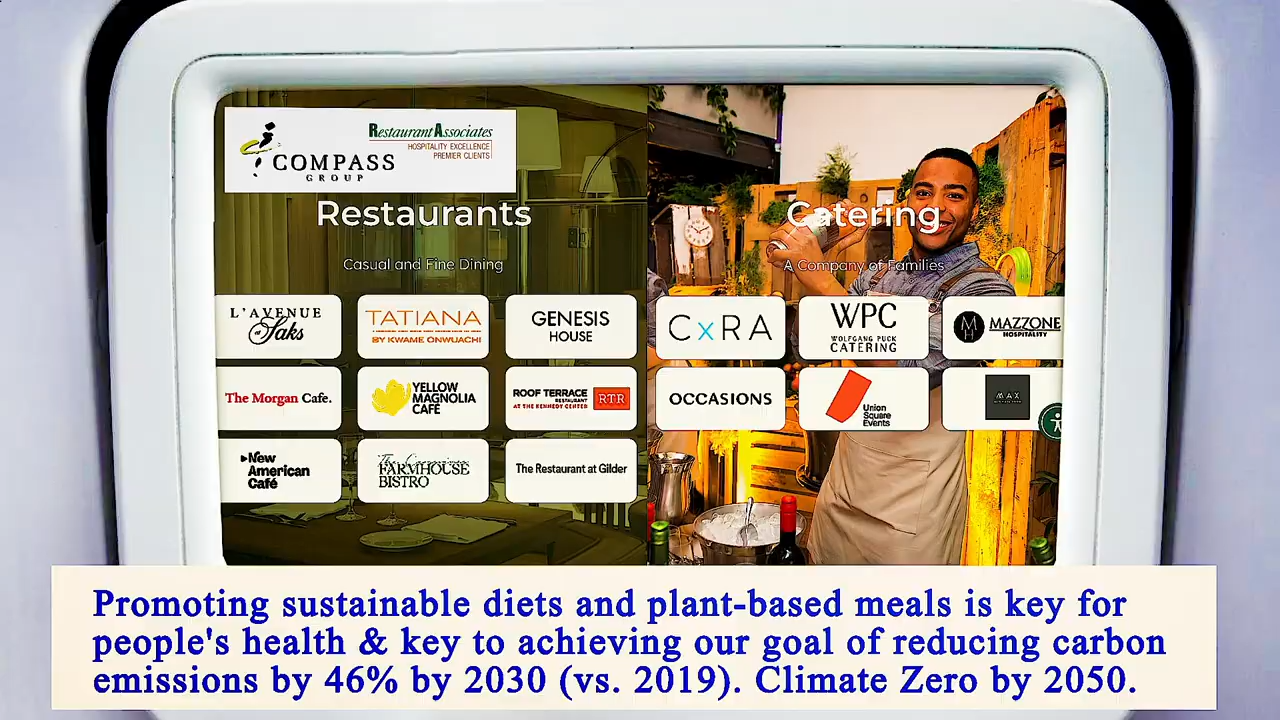 COMPASS
GROUP
Restaurant Associates
HOSPITALITY EXCELLENCE
PREMIER CLIENTS
Restaurants
Casual and Fine Dining
L'AVENUE
at
Saks
TATIANA
BY KWAME ONWUACHI
GENESIS
HOUSE
The Morgan Cafe.
YELLOW
MAGNOLIA
CAFÉ
ROOF TERRACE
RESTAURANT
AT THE KENNEDY CENTER
RTR
New
American
Café
FARMHOUSE
BISTRO
The Restaurant at Gilder
Catering
A Company of Families
CxRA
WPC
WOLFGANG PUCK
CATERING
MH
MAZZONE
HOSPITALITY
OCCASIONS
Union
Square
Events
MAX
Promoting sustainable diets and plant-based meals is key for
people's health & key to achieving our goal of reducing carbon
emissions by 46% by 2030 (vs. 2019). Climate Zero by 2050.